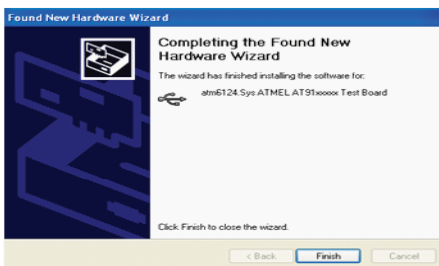 Found New Hardware Wizard
Completing the Found New
Hardware Wizard
The wizard has finished installing the software for:
atm6124.Sys ATMEL AT91xxxxx Test Board
Click Finish to close the wizard.
< Back
Finish
Cancel